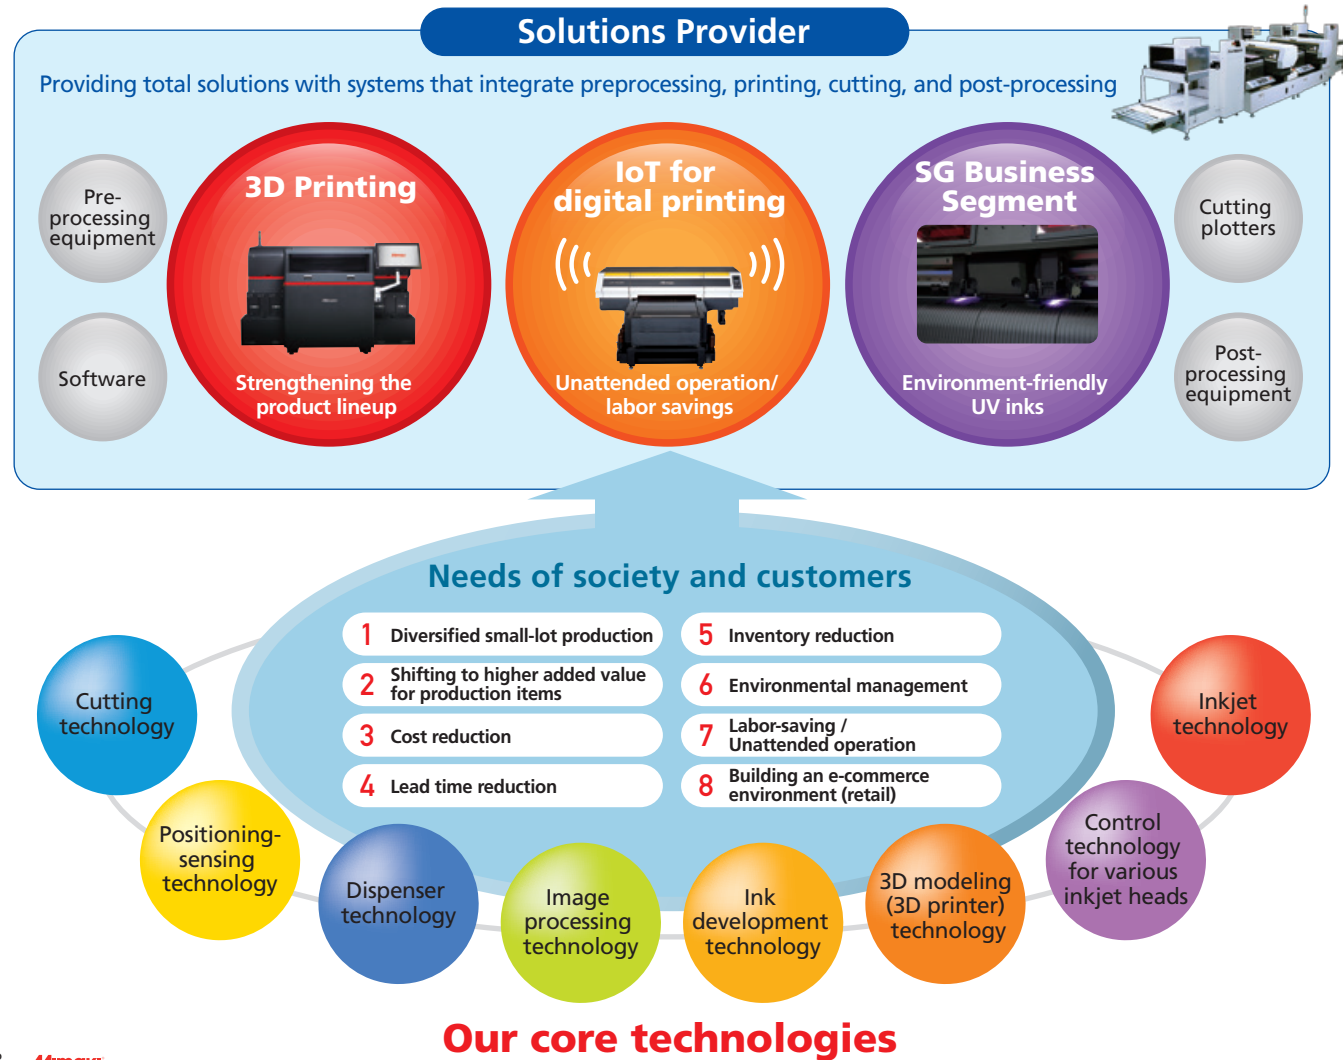 Solutions Provider
Providing total solutions with systems that integrate preprocessing, printing, cutting, and post-processing
Pre-
processing
equipment
Software
3D Printing
Strengthening the
product lineup
IoT for
digital printing
Unattended operation/
labor savings
SG Business
Segment
Environment-friendly
UV inks
Cutting
plotters
Post-
processing
equipment
Needs of society and customers
1 Diversified small-lot production
2 Shifting to higher added value
for production items
3 Cost reduction
4 Lead time reduction
5 Inventory reduction
6 Environmental management
7 Labor-saving /
Unattended operation
8 Building an e-commerce
environment (retail)
Cutting
technology
Positioning-
sensing
technology
Dispenser
technology
Image
processing
technology
Ink
development
technology
3D modeling
(3D printer)
technology
Control
technology
for various
inkjet heads
Inkjet
technology
Our core technologies